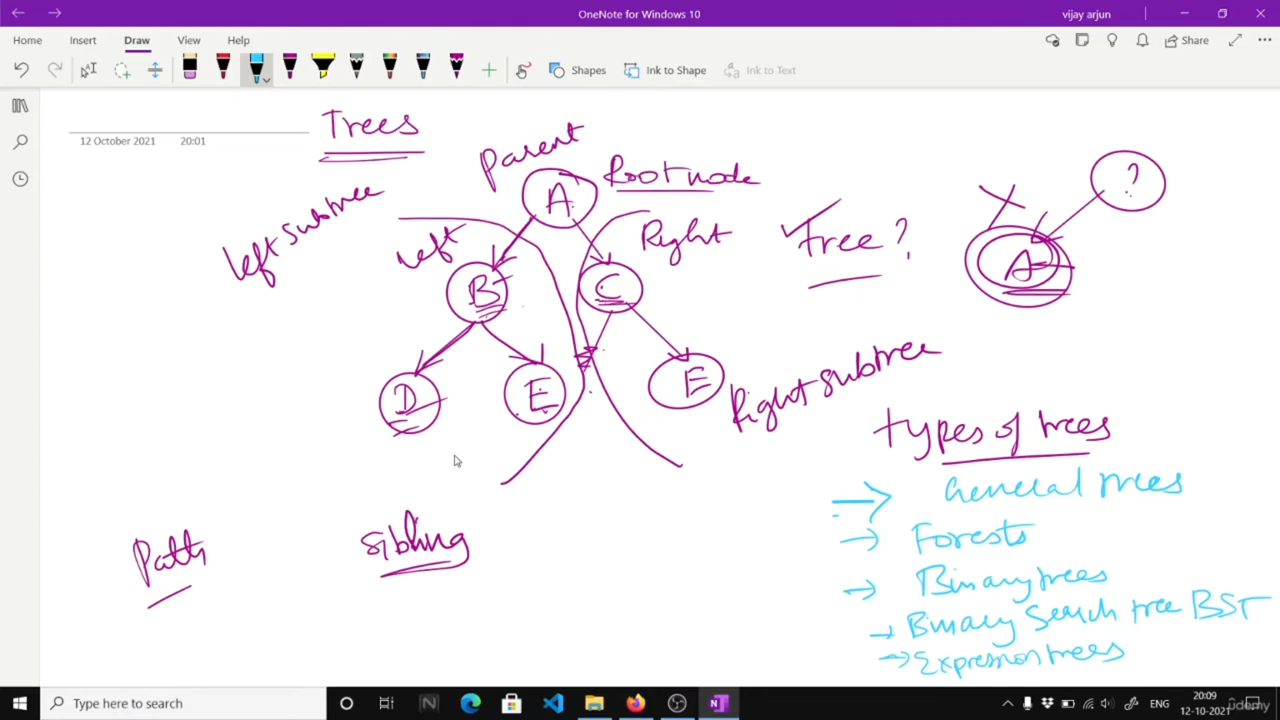 OneNote for Windows 10
vijay arjun
Home Insert Draw View Help
Share
Shapes
Ink to Shape
Ink to Text
12 October 2021 20:01
Trees
parent
A
Root node
left subtree
left
Right
Tree ?
?
A
B
C
D
E
E
Right subtree
Types of trees
General trees
Forests
Binary trees
Binary Search tree BST
Expression trees
Path
Sibling
Type here to search
N
N
ENG
20:09
12-10-2021
udemy